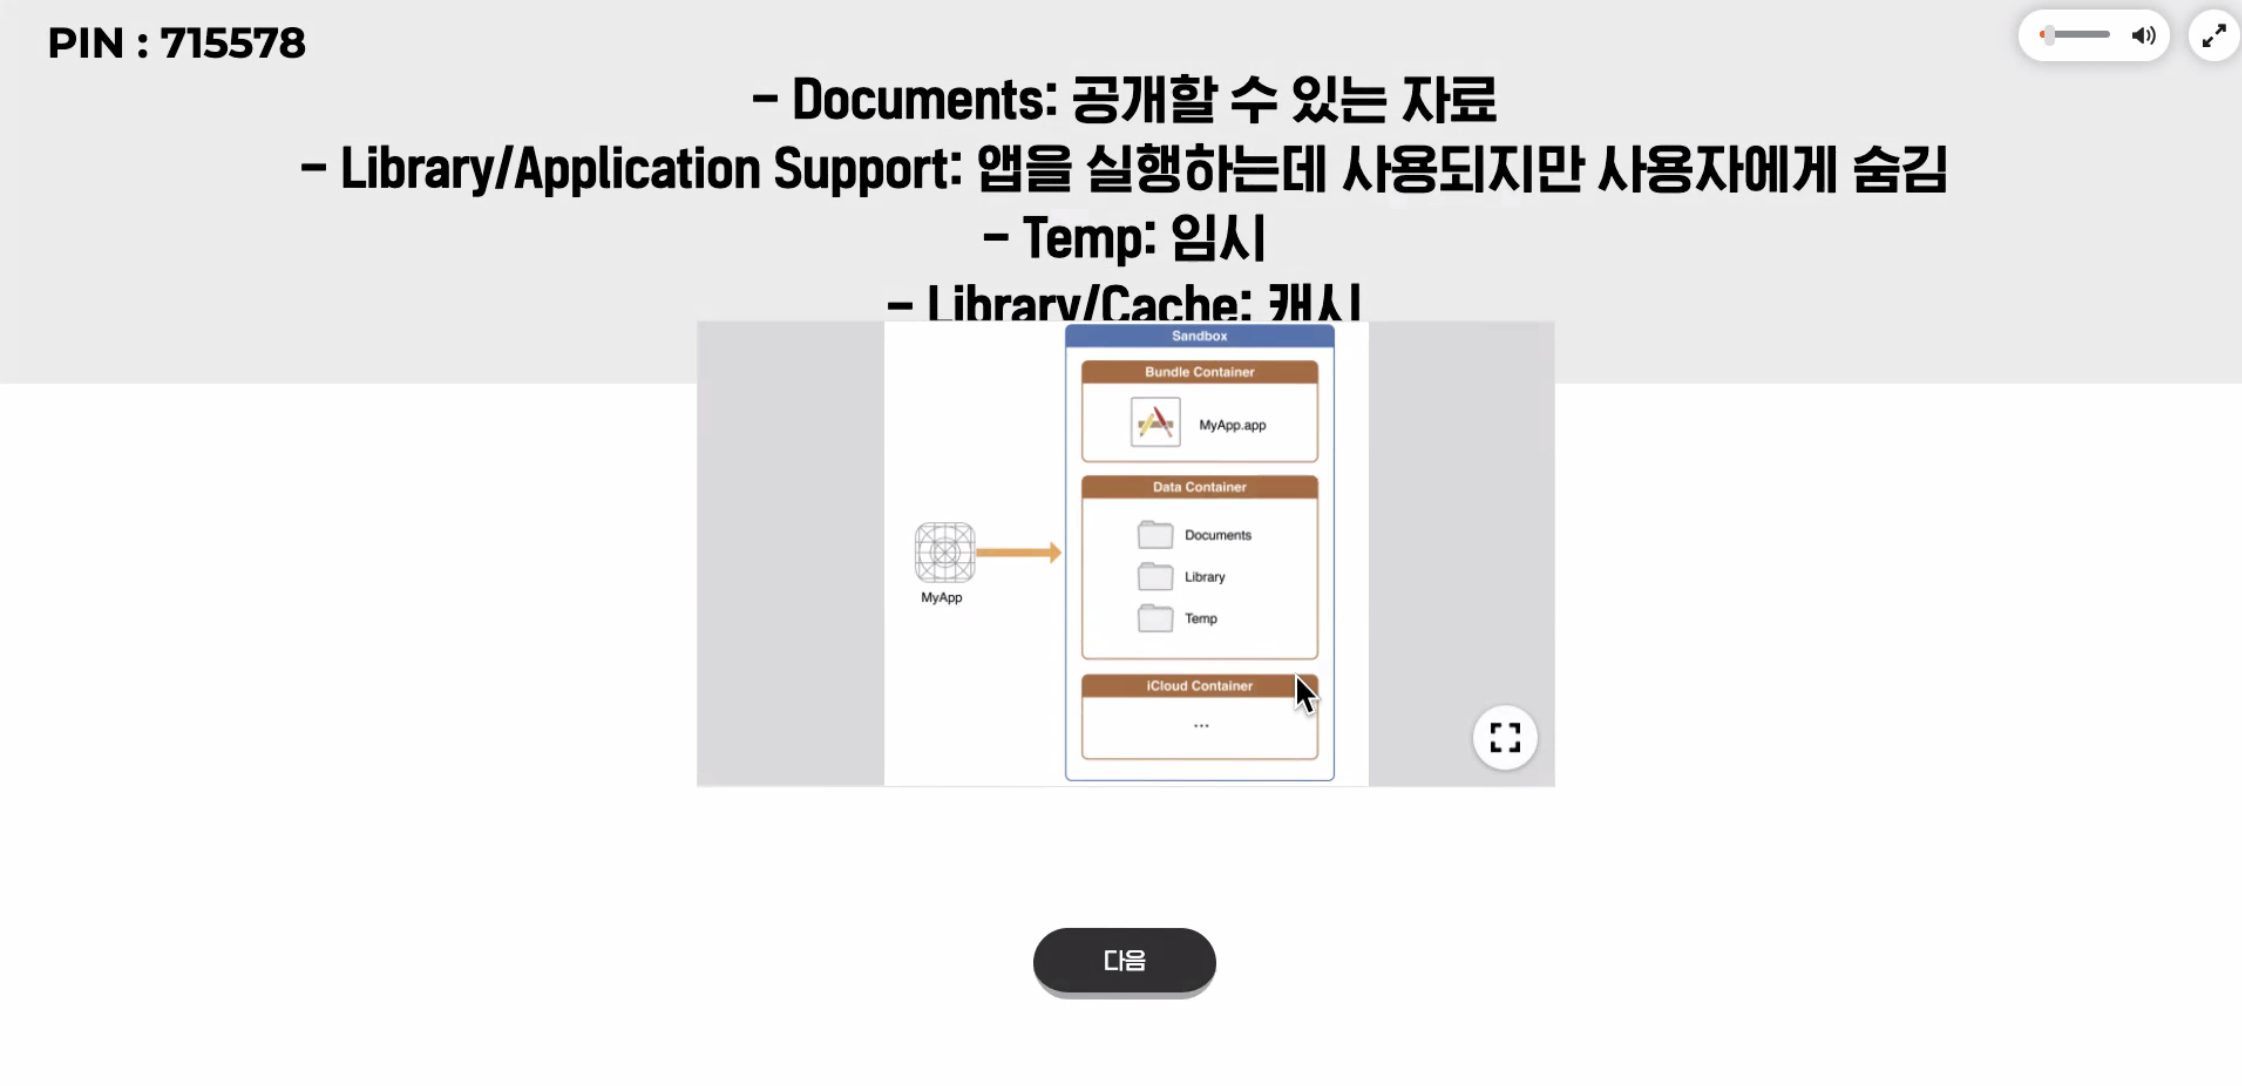 PIN : 715578
- Documents: 공개할 수 있는 자료
- Library/Application Support: 앱을 실행하는데 사용되지만 사용자에게 숨김
- Temp: 임시
- Library/Cache: 캐시
Sandbox
Bundle Container
MyApp.app
Data Container
Documents
Library
Temp
MyApp
iCloud Container
...
다음